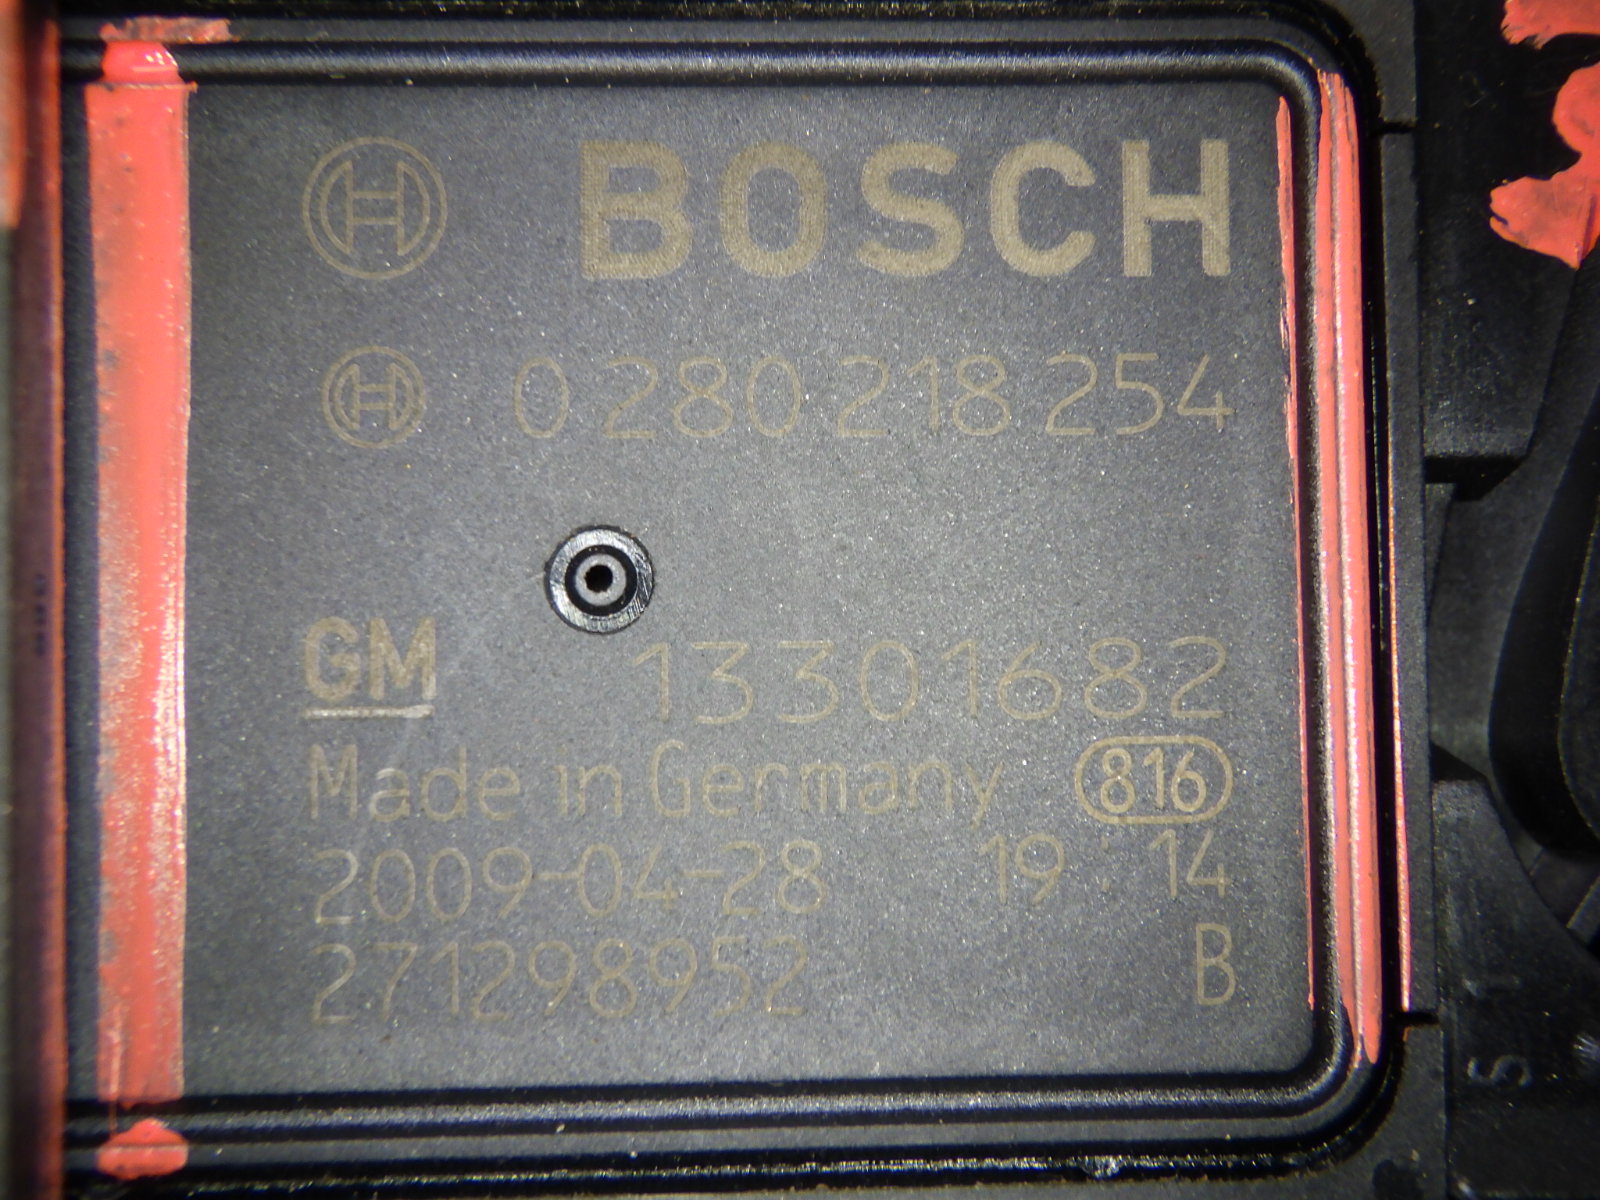 BOSCH
0 280 218 254
GM 13301682
Made in Germany 816
2009-04-28 19:14
271298952 B